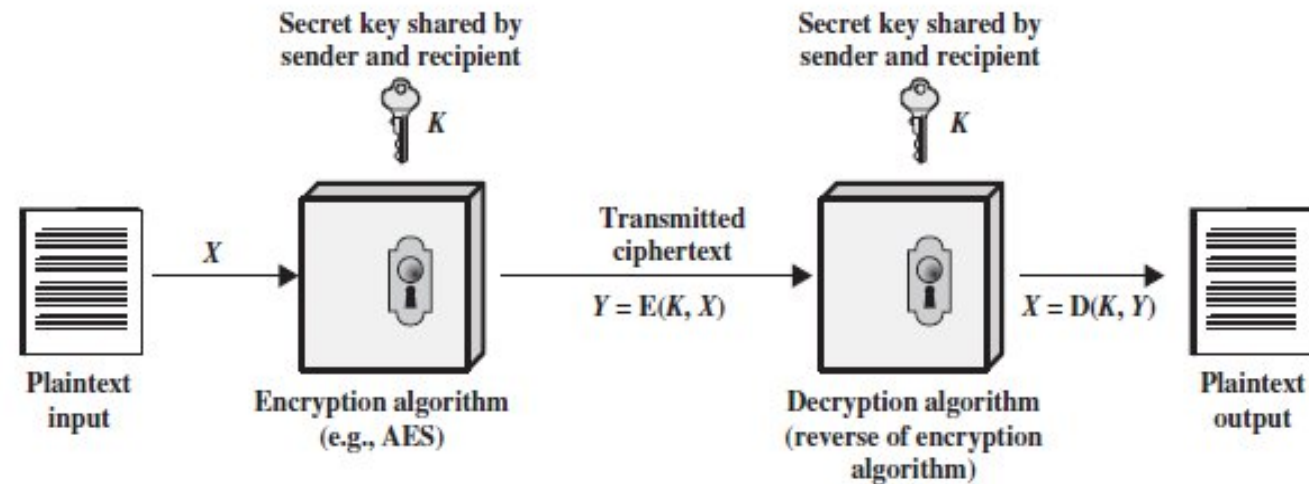 Secret key shared by
sender and recipient
K
Secret key shared by
sender and recipient
K
X
Transmitted
ciphertext
Y = E(K, X)
X = D(K, Y)
Plaintext
input
Encryption algorithm
(e.g., AES)
Decryption algorithm
(reverse of encryption
algorithm)
Plaintext
output